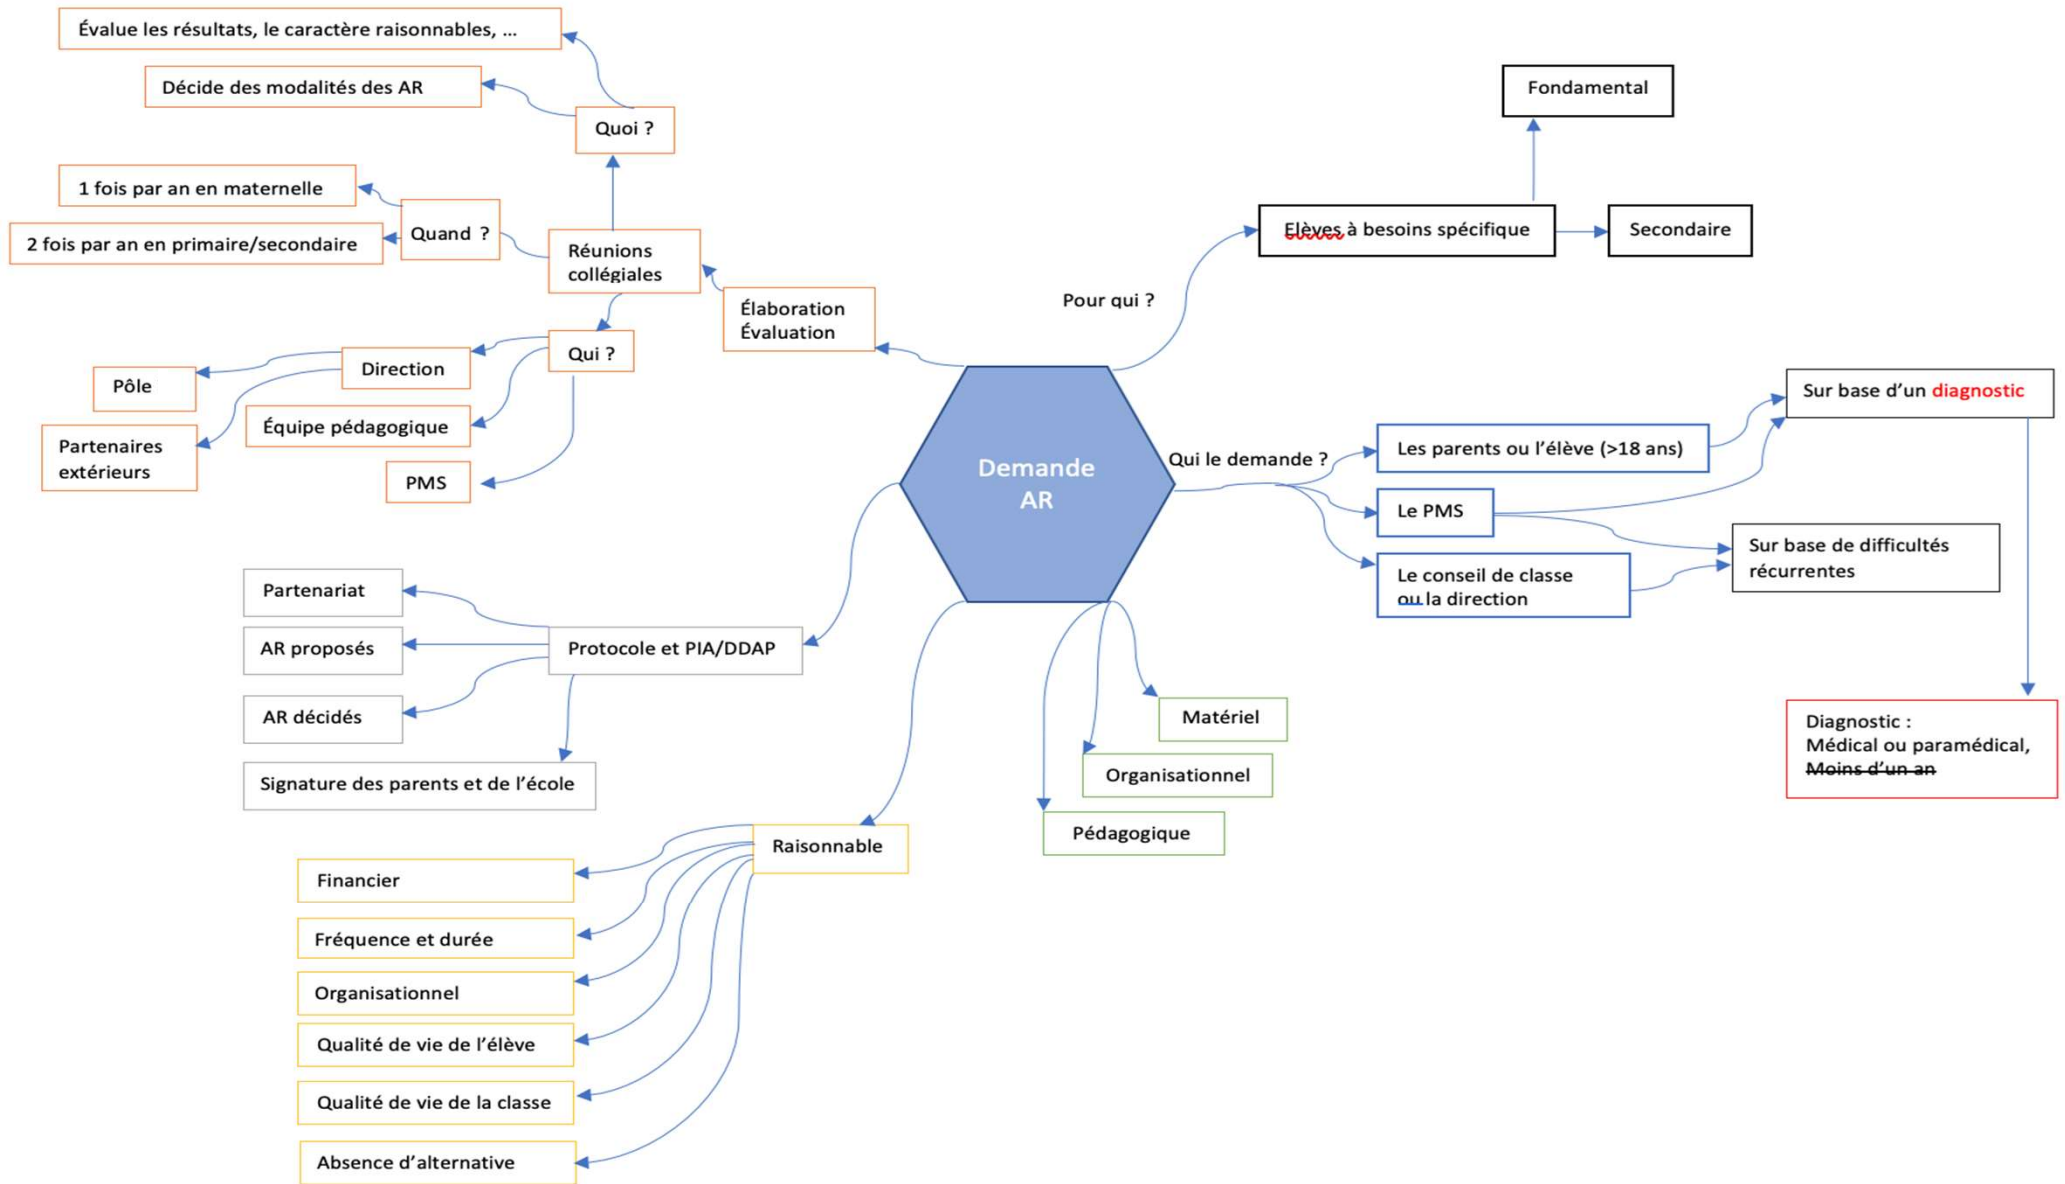 Évalue les résultats, le caractère raisonnables, ...
Décide des modalités des AR
Quoi ?
1 fois par an en maternelle
2 fois par an en primaire/secondaire
Quand ?
Réunions
collégiales
Élaboration
Évaluation
Qui ?
Direction
Pôle
Partenaires
extérieurs
Équipe pédagogique
PMS
Fondamental
Elèves à besoins spécifique
Secondaire
Pour qui ?
Demande
AR
Qui le demande ?
Les parents ou l’élève (>18 ans)
Le PMS
Le conseil de classe
ou la direction
Sur base d’un diagnostic
Sur base de difficultés
récurrentes
Diagnostic :
Médical ou paramédical,
Moins d’un an
Partenariat
AR proposés
AR décidés
Signature des parents et de l’école
Protocole et PIA/DDAP
Matériel
Organisationnel
Pédagogique
Raisonnable
Financier
Fréquence et durée
Organisationnel
Qualité de vie de l’élève
Qualité de vie de la classe
Absence d’alternative